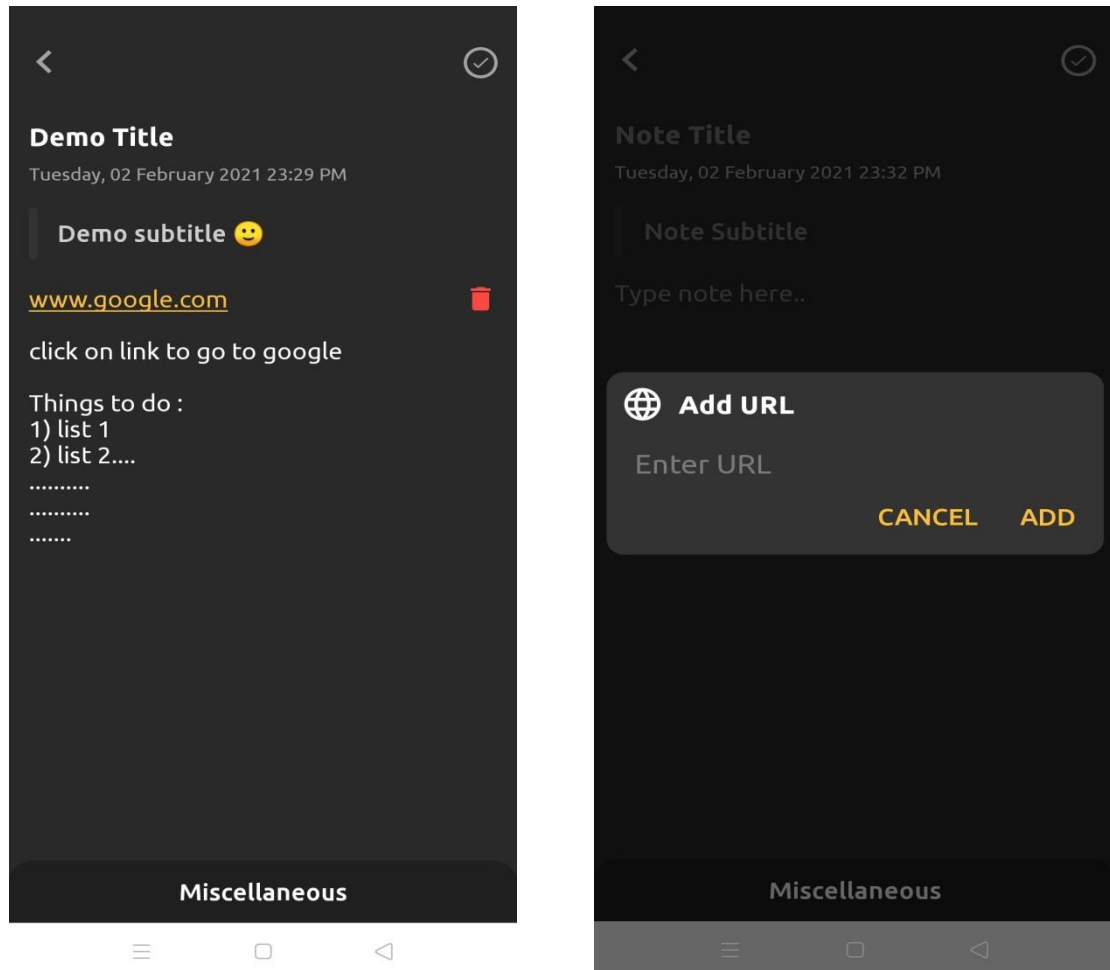 Demo Title
Tuesday, 02 February 2021 23:29 PM
Demo subtitle 🙂
www.google.com
click on link to go to google
Things to do :
1) list 1
2) list 2....
..........
..........
.......
Miscellaneous
Note Title
Tuesday, 02 February 2021 23:32 PM
Note Subtitle
Type note here..
Add URL
Enter URL
CANCEL ADD
Miscellaneous